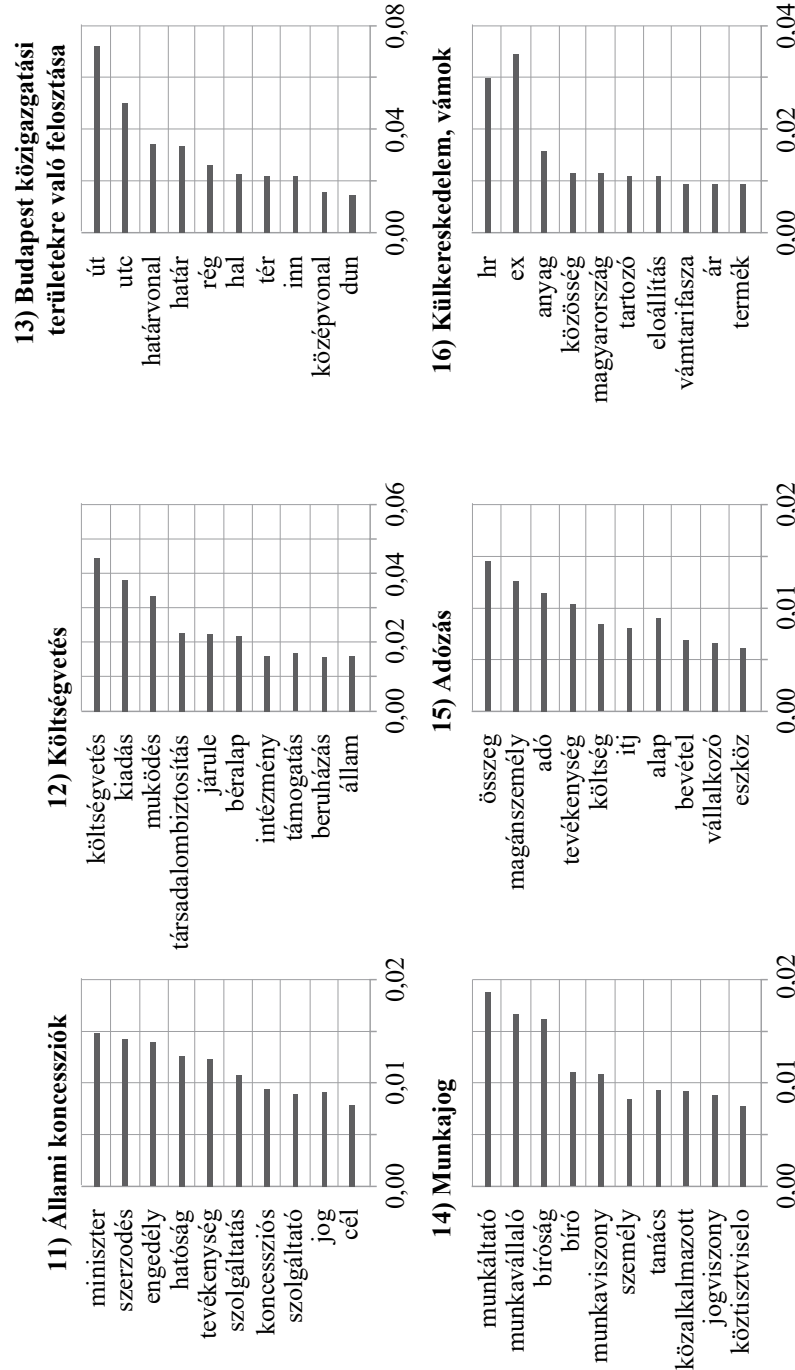 11) Állami koncessziók
miniszter
szerzodés
engedély
hatóság
tevékenység
szolgáltatás
koncessziós
szolgáltató
jog
cél
0,00 0,01 0,02
12) Költségvetés
költségvetés
kiadás
muködés
társadalombiztosítás
járule
béralap
intézmény
támogatás
beruházás
állam
0,00 0,02 0,04 0,06
13) Budapest közigazgatási
területekre való felosztása
út
utc
határvonal
határ
rég
hal
tér
inn
középvonal
dun
0,00 0,04 0,08
14) Munkajog
munkáltató
munkavállaló
bíróság
bíró
munkaviszony
személy
tanács
közalkalmazott
jogviszony
köztisztviselo
0.00 0.01 0.02
15) Adózás
összeg
magánszemély
adó
tevékenység
költség
itj
alap
bevétel
vállalkozó
eszköz
0.00 0.01 0.02
16) Külkereskedelem, vámok
hr
ex
anyag
közösség
magyarország
tartozó
eloállítás
vámtarifasza
ár
termék
0.00 0.02 0.04